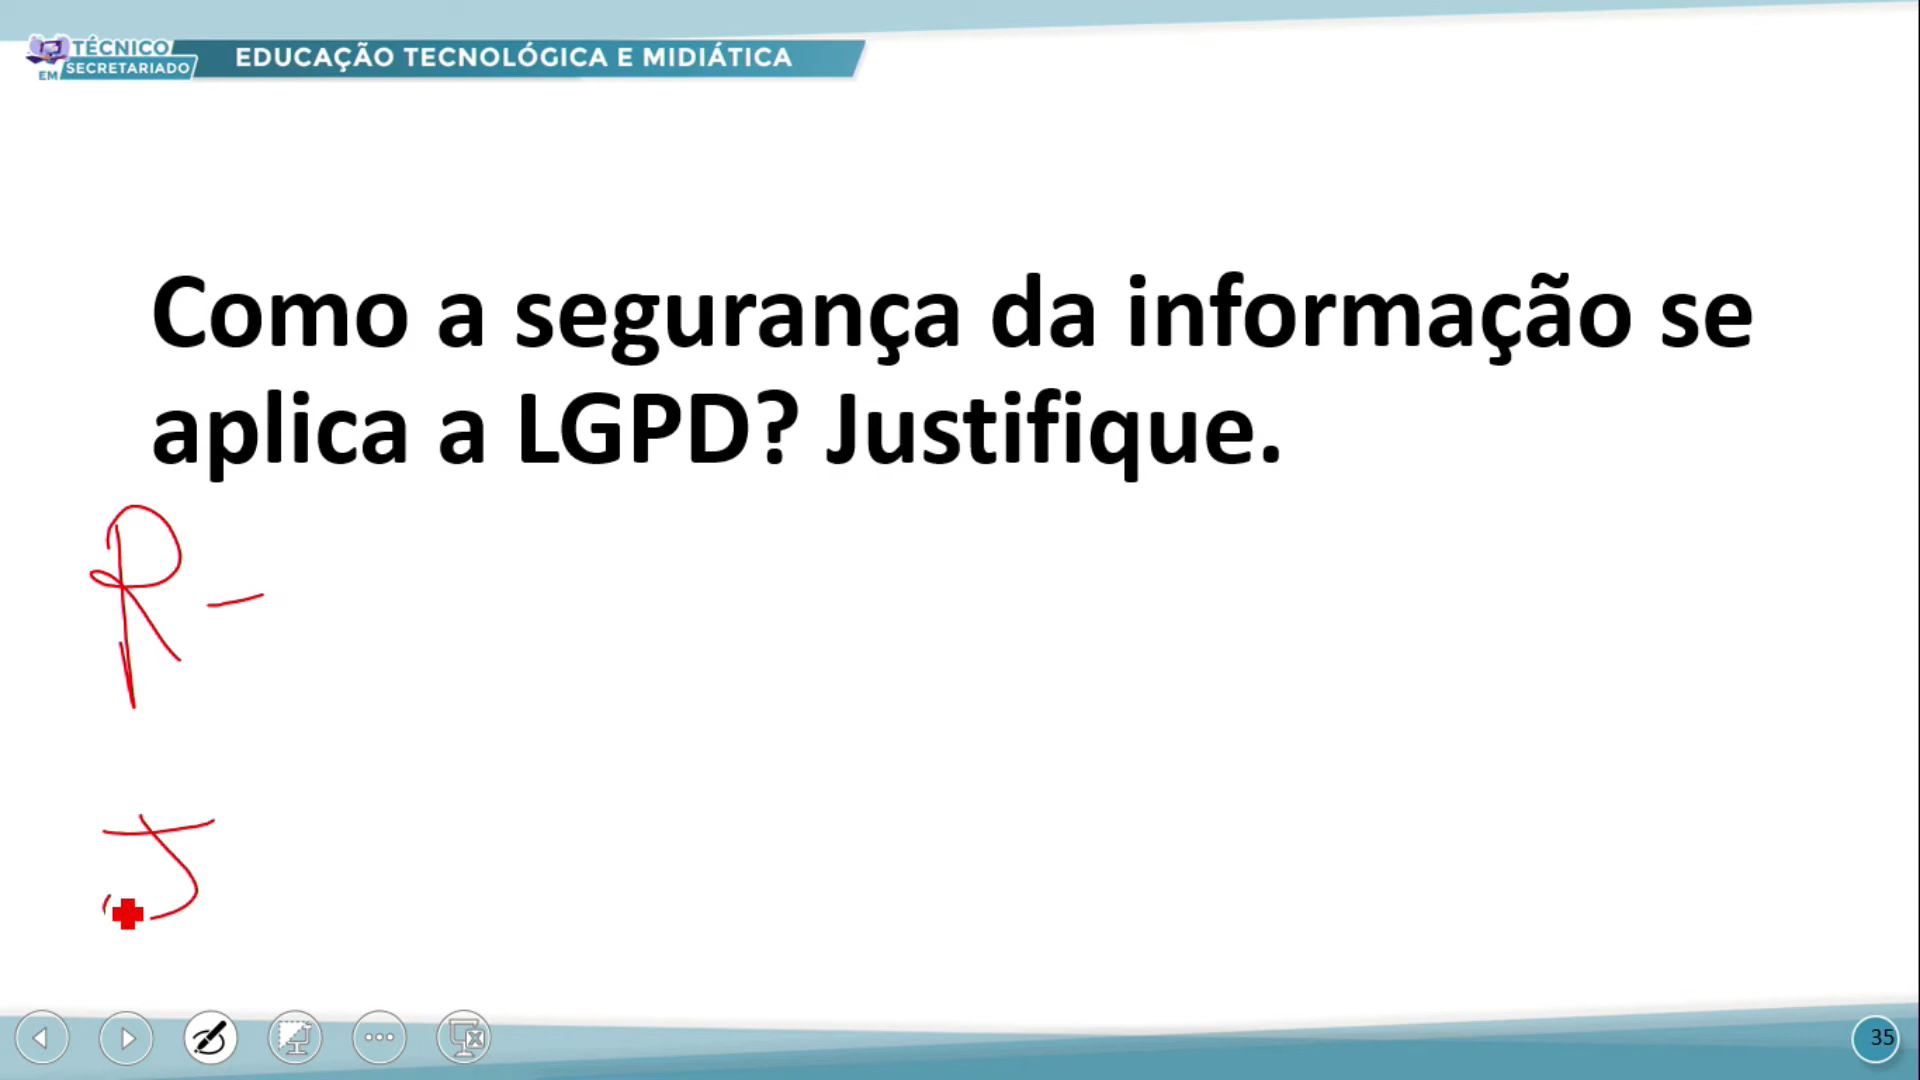 TÉCNICO
EM SECRETARIADO
EDUCAÇÃO TECNOLÓGICA E MIDIÁTICA
Como a segurança da informação se
aplica a LGPD? Justifique.
R -
J
35